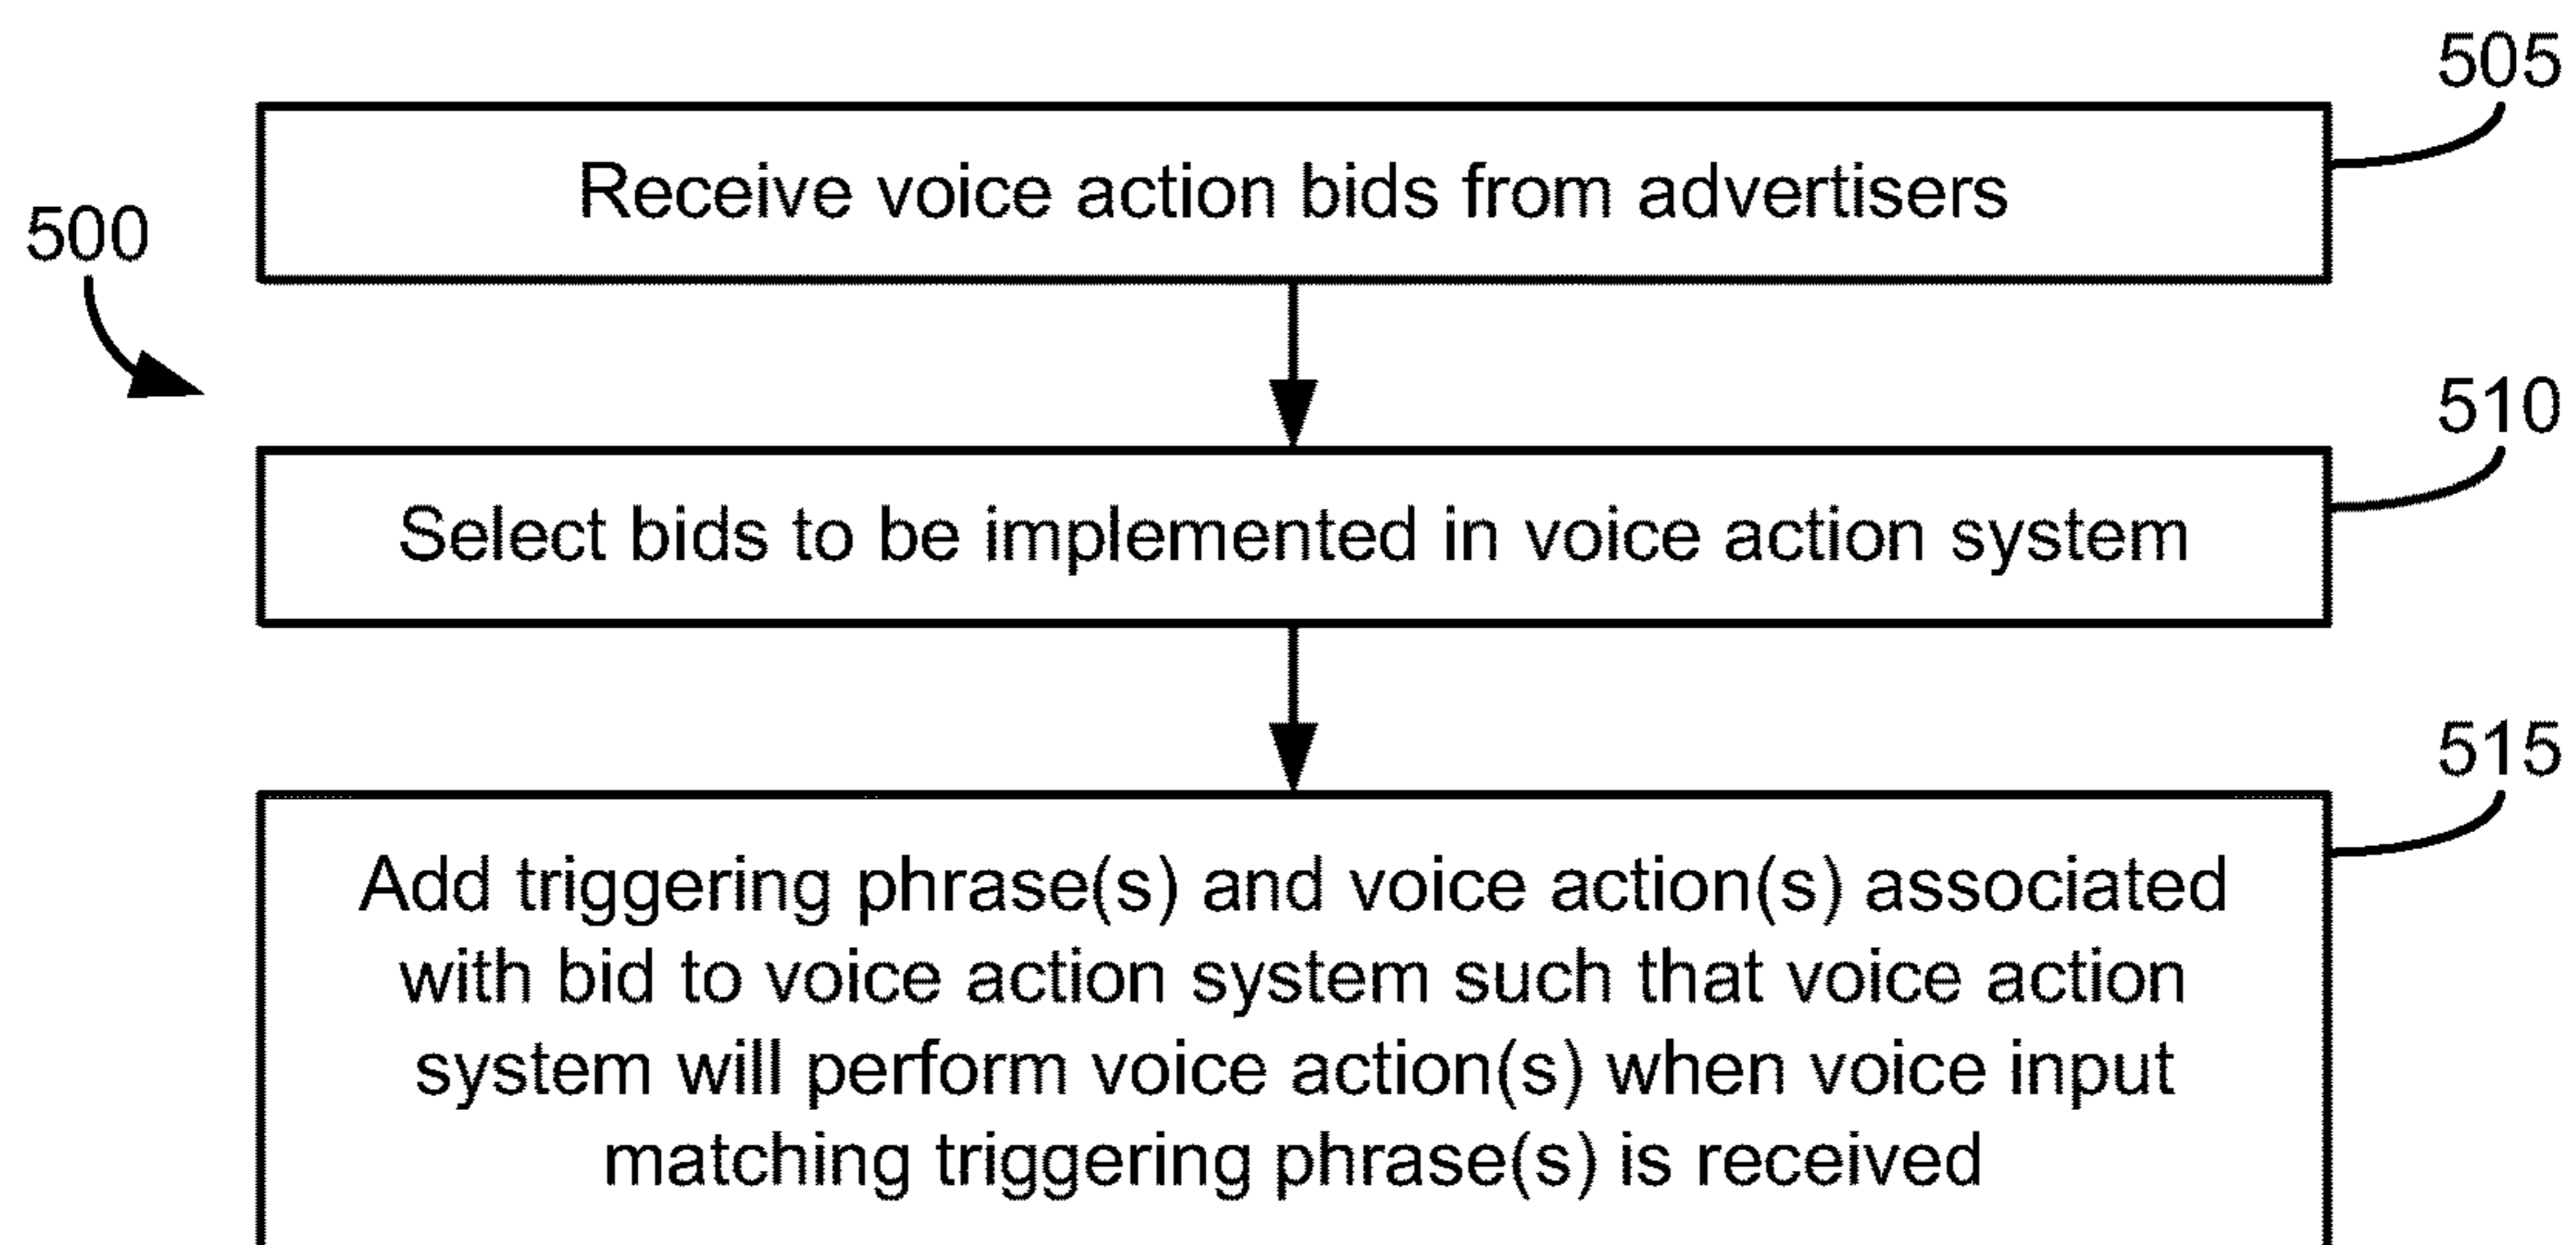 505
Receive voice action bids from advertisers
500
510
Select bids to be implemented in voice action system
515
Add triggering phrase(s) and voice action(s) associated
with bid to voice action system such that voice action
system will perform voice action(s) when voice input
matching triggering phrase(s) is received